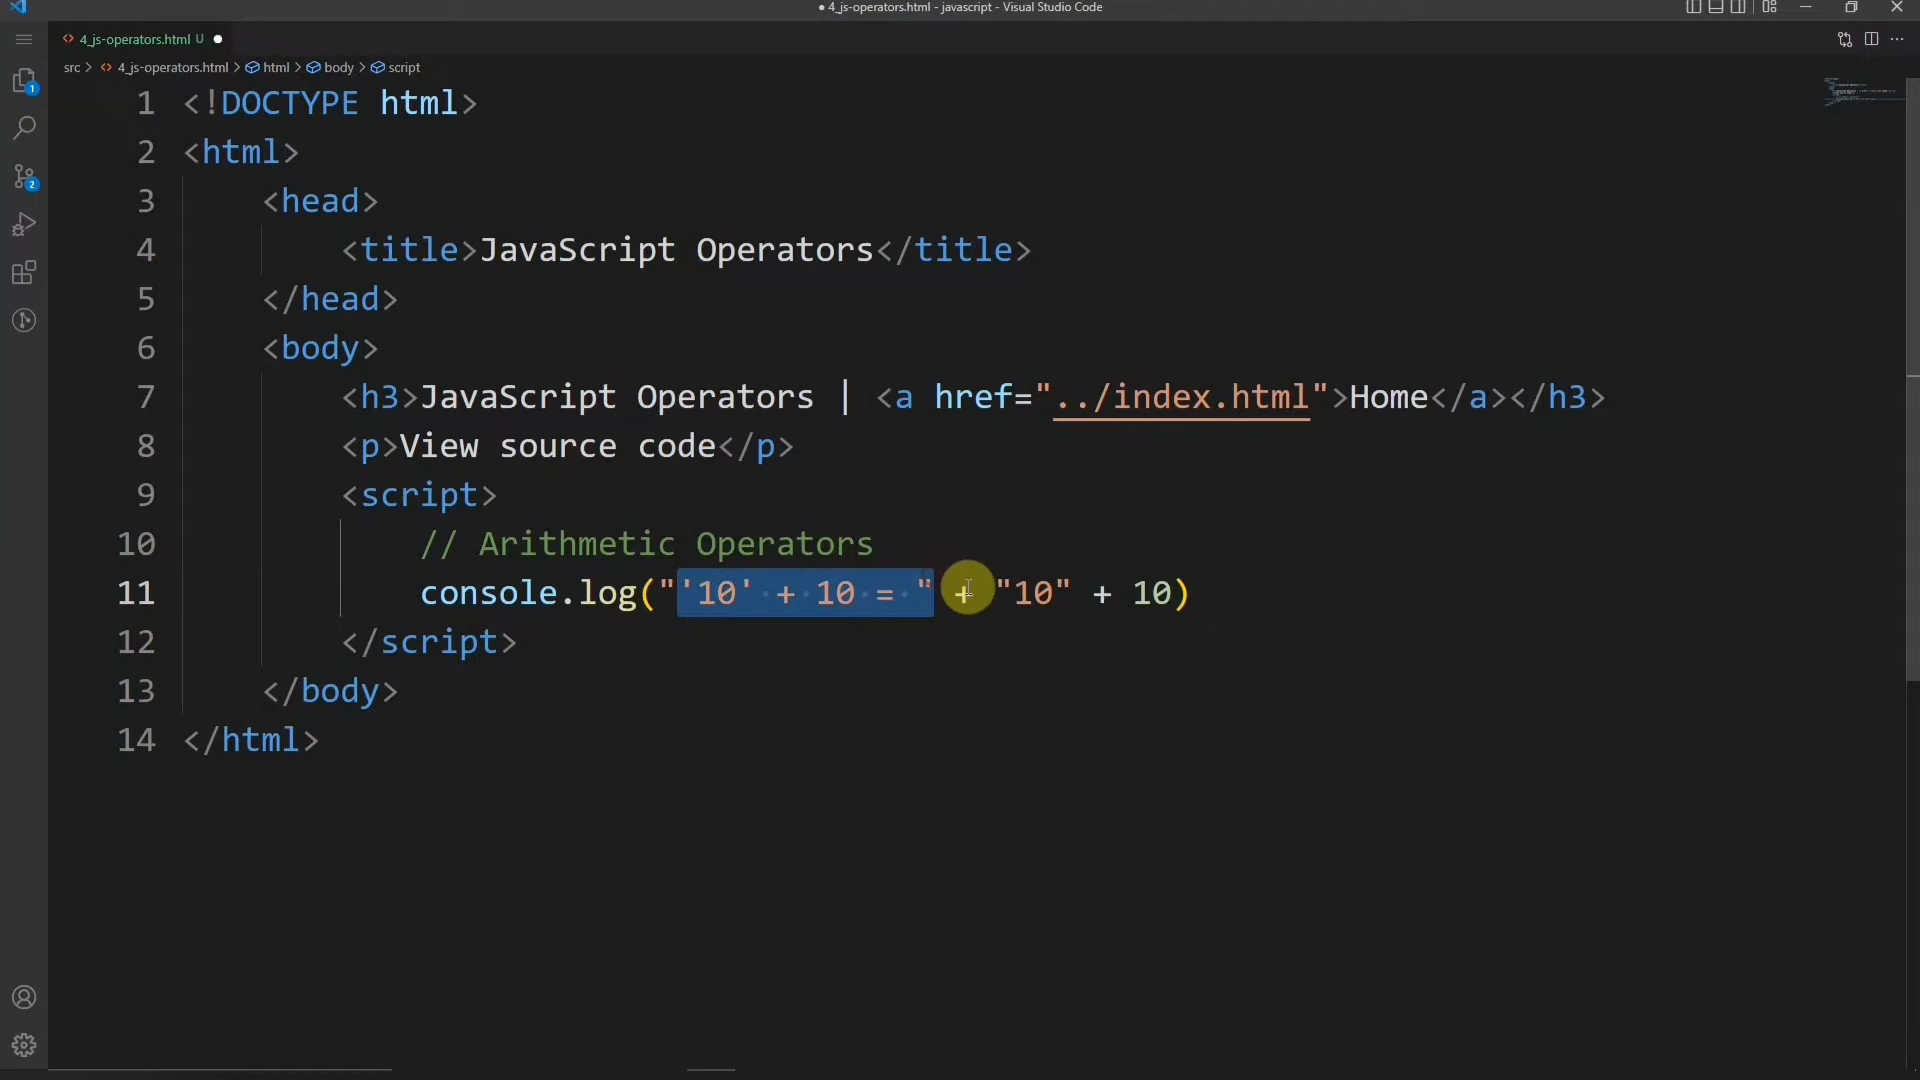 ● 4_js-operators.html - javascript - Visual Studio Code
<> 4_js-operators.html U ●
src > <> 4_js-operators.html > html > body > script
1 <!DOCTYPE html>
2 <html>
3 <head>
4 <title>JavaScript Operators</title>
5 </head>
6 <body>
7 <h3>JavaScript Operators | <a href="../index.html">Home</a></h3>
8 <p>View source code</p>
9 <script>
10 // Arithmetic Operators
11 console.log("'10' + 10 = " + "10" + 10)
12 </script>
13 </body>
14 </html>
1
2